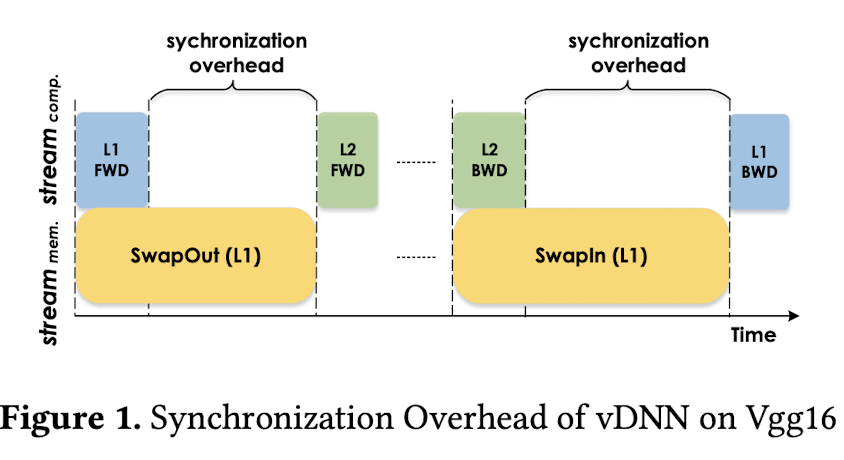 sychronization
overhead
sychronization
overhead
stream comp.
L1
FWD
L2
FWD
L2
BWD
L1
BWD
stream mem.
SwapOut (L1)
SwapIn (L1)
Time
Figure 1. Synchronization Overhead of vDNN on Vgg16